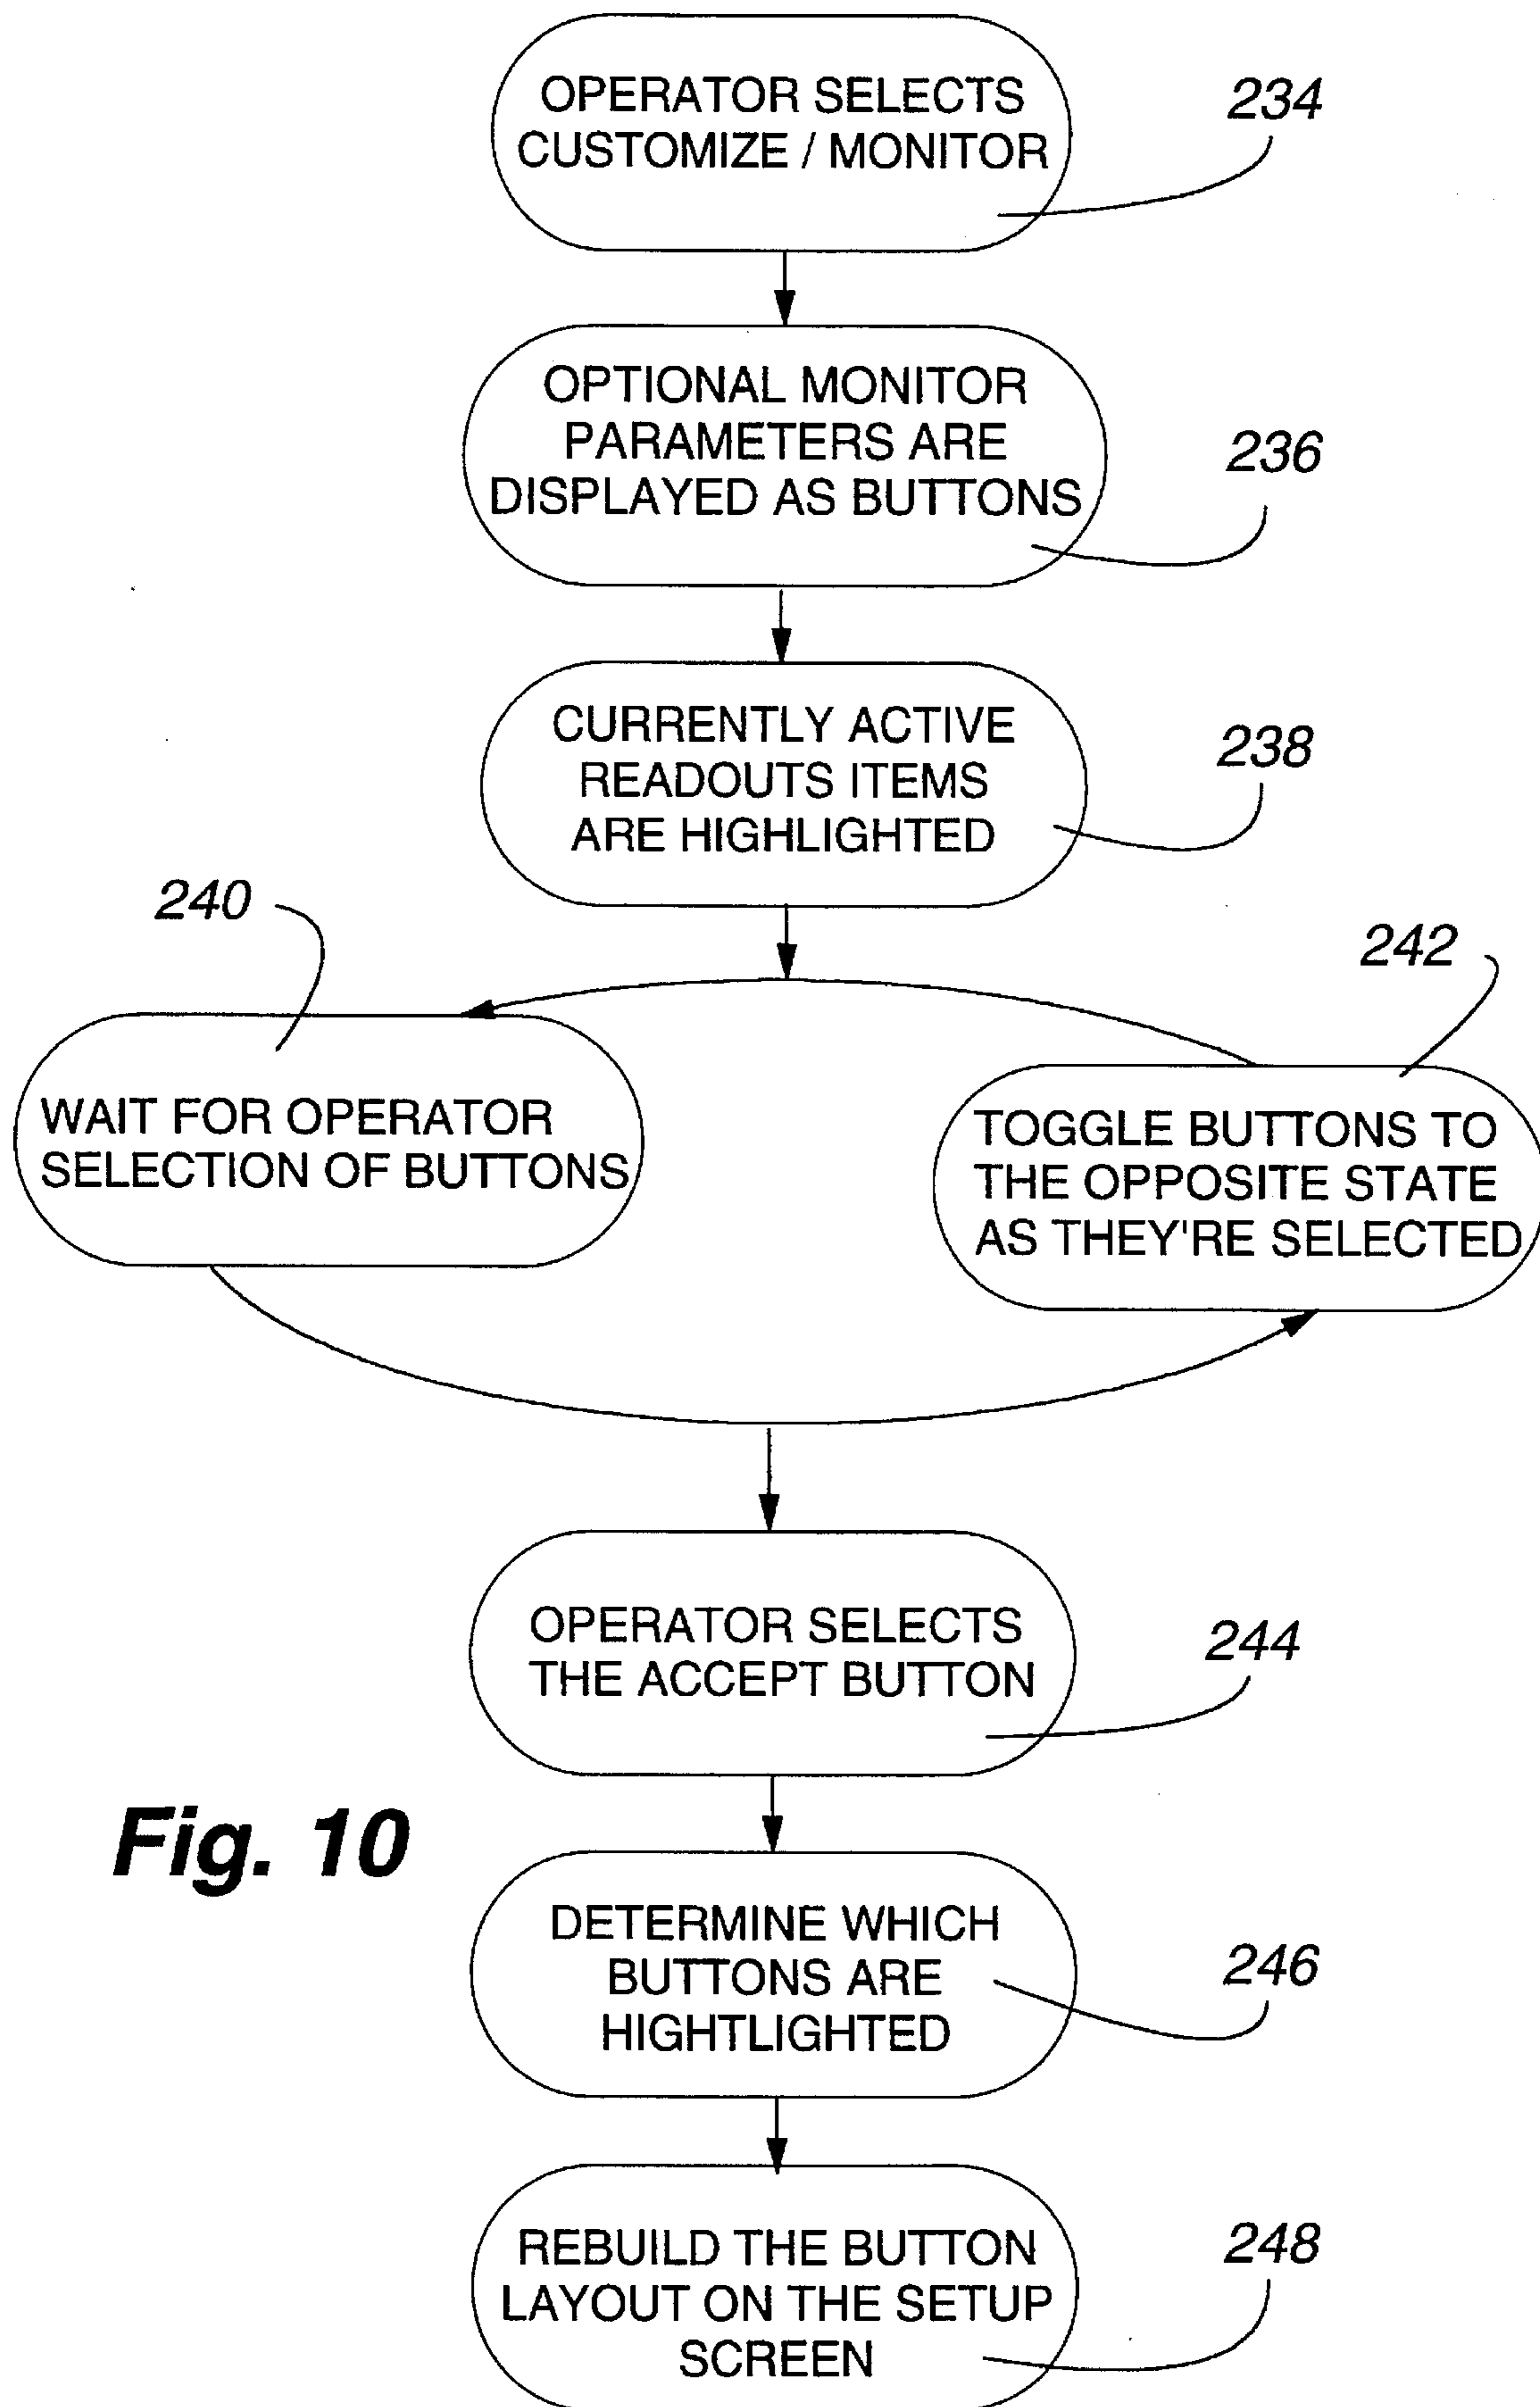 OPERATOR SELECTS
CUSTOMIZE / MONITOR
234
OPTIONAL MONITOR
PARAMETERS ARE
DISPLAYED AS BUTTONS
236
CURRENTLY ACTIVE
READOUTS ITEMS
ARE HIGHLIGHTED
238
240
WAIT FOR OPERATOR
SELECTION OF BUTTONS
242
TOGGLE BUTTONS TO
THE OPPOSITE STATE
AS THEY'RE SELECTED
OPERATOR SELECTS
THE ACCEPT BUTTON
244
Fig. 10
DETERMINE WHICH
BUTTONS ARE
HIGHTLIGHTED
246
REBUILD THE BUTTON
LAYOUT ON THE SETUP
SCREEN
248